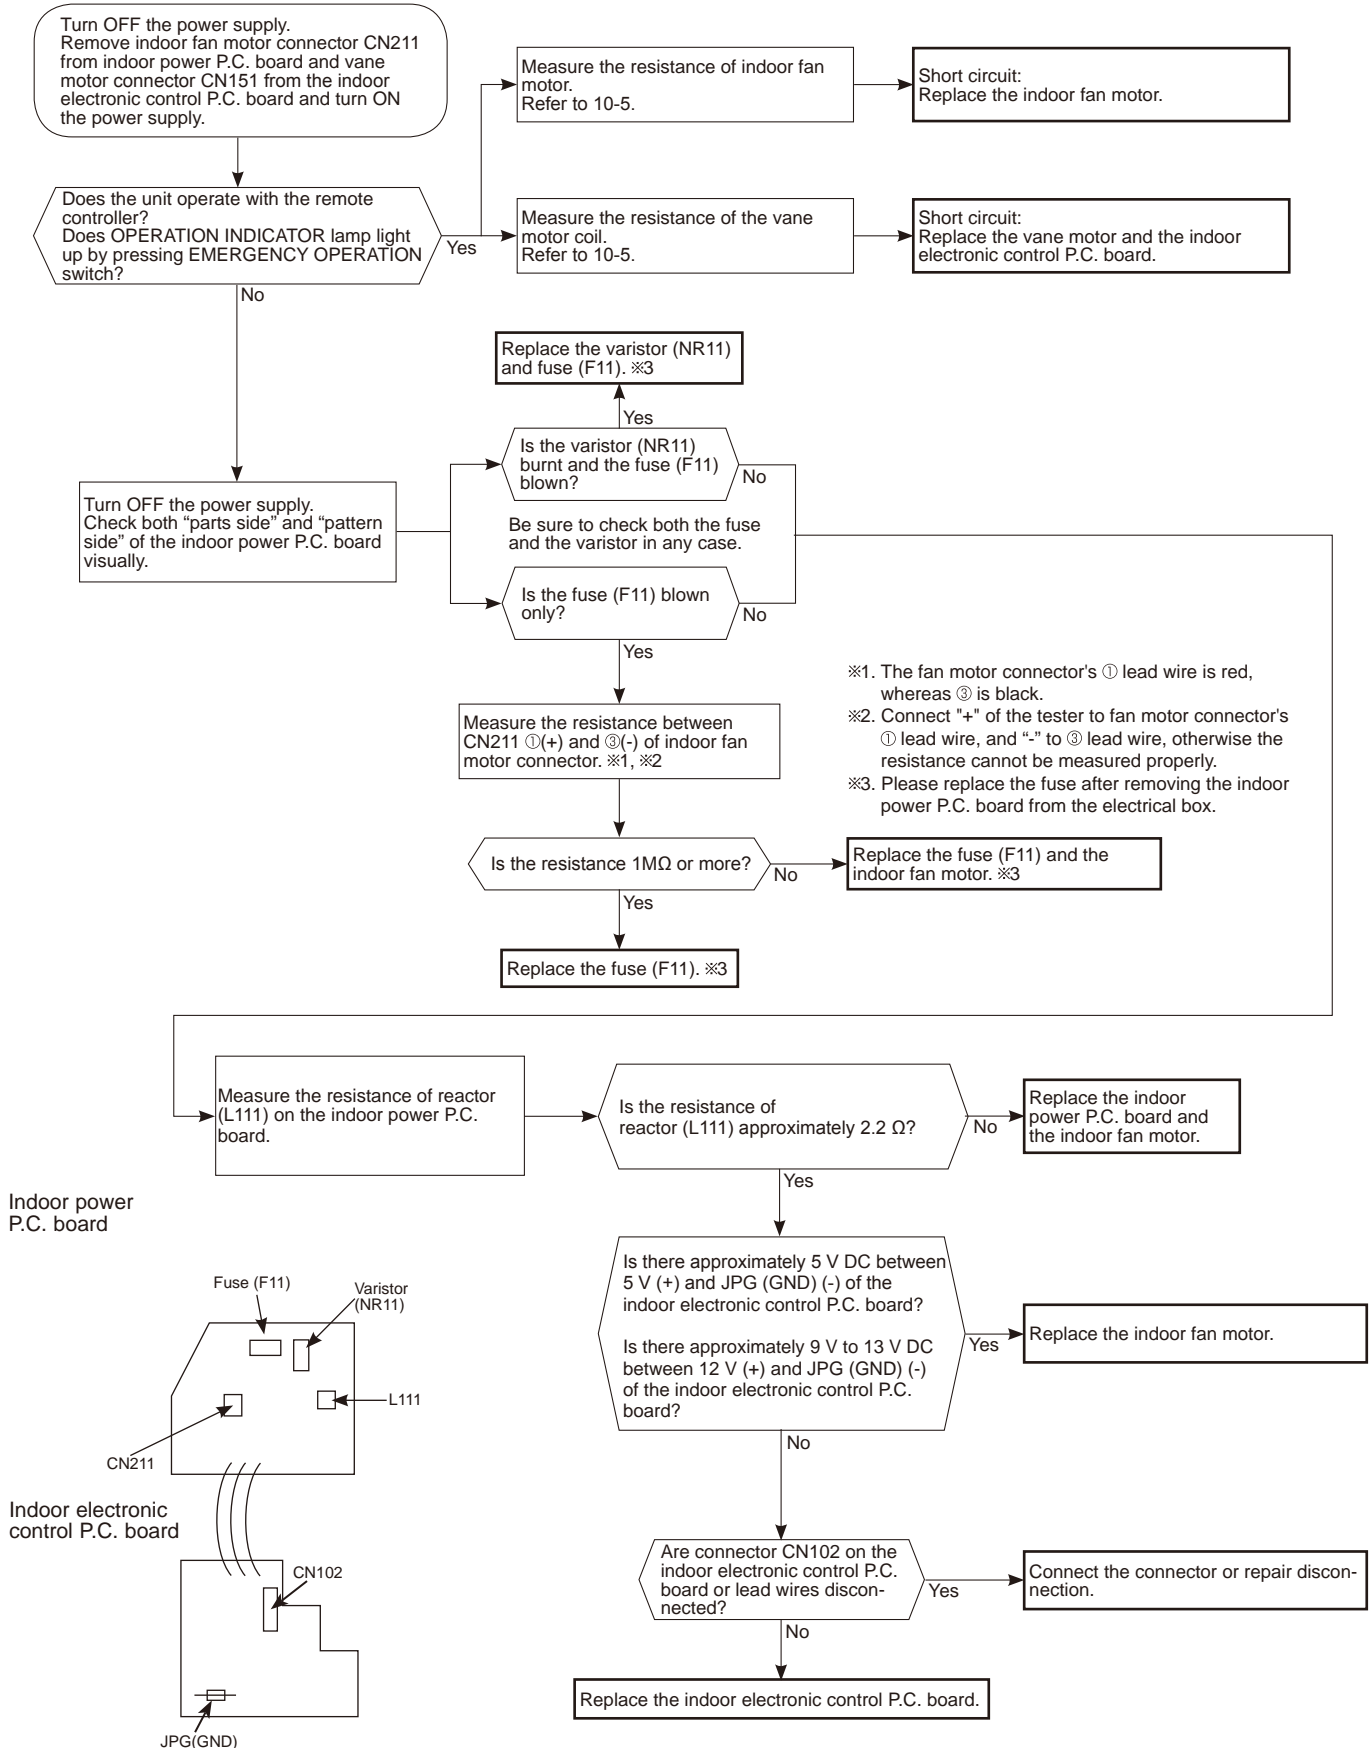 Turn OFF the power supply.
Remove indoor fan motor connector CN211
from indoor power P.C. board and vane
motor connector CN151 from the indoor
electronic control P.C. board and turn ON
the power supply.
Measure the resistance of indoor fan
motor.
Refer to 10-5.
Short circuit:
Replace the indoor fan motor.
Does the unit operate with the remote
controller?
Does OPERATION INDICATOR lamp light
up by pressing EMERGENCY OPERATION
switch?
Yes
Measure the resistance of the vane
motor coil.
Refer to 10-5.
Short circuit:
Replace the vane motor and the indoor
electronic control P.C. board.
No
Replace the varistor (NR11)
and fuse (F11). ※3
Yes
Is the varistor (NR11)
burnt and the fuse (F11)
blown?
No
Turn OFF the power supply.
Check both “parts side” and “pattern
side” of the indoor power P.C. board
visually.
Be sure to check both the fuse
and the varistor in any case.
Is the fuse (F11) blown
only?
No
Yes
※1. The fan motor connector's ① lead wire is red,
whereas ③ is black.
※2. Connect "+" of the tester to fan motor connector's
① lead wire, and “-” to ③ lead wire, otherwise the
resistance cannot be measured properly.
※3. Please replace the fuse after removing the indoor
power P.C. board from the electrical box.
Measure the resistance between
CN211 ①(+) and ③(-) of indoor fan
motor connector. ※1, ※2
Is the resistance 1MΩ or more?
No
Replace the fuse (F11) and the
indoor fan motor. ※3
Yes
Replace the fuse (F11). ※3
Measure the resistance of reactor
(L111) on the indoor power P.C.
board.
Is the resistance of
reactor (L111) approximately 2.2 Ω?
No
Replace the indoor
power P.C. board and
the indoor fan motor.
Yes
Indoor power
P.C. board
Fuse (F11)
Varistor
(NR11)
L111
CN211
Is there approximately 5 V DC between
5 V (+) and JPG (GND) (-) of the
indoor electronic control P.C. board?
Is there approximately 9 V to 13 V DC
between 12 V (+) and JPG (GND) (-)
of the indoor electronic control P.C.
board?
Yes
Replace the indoor fan motor.
No
Indoor electronic
control P.C. board
CN102
JPG(GND)
Are connector CN102 on the
indoor electronic control P.C.
board or lead wires discon-
nected?
Yes
Connect the connector or repair discon-
nection.
No
Replace the indoor electronic control P.C. board.